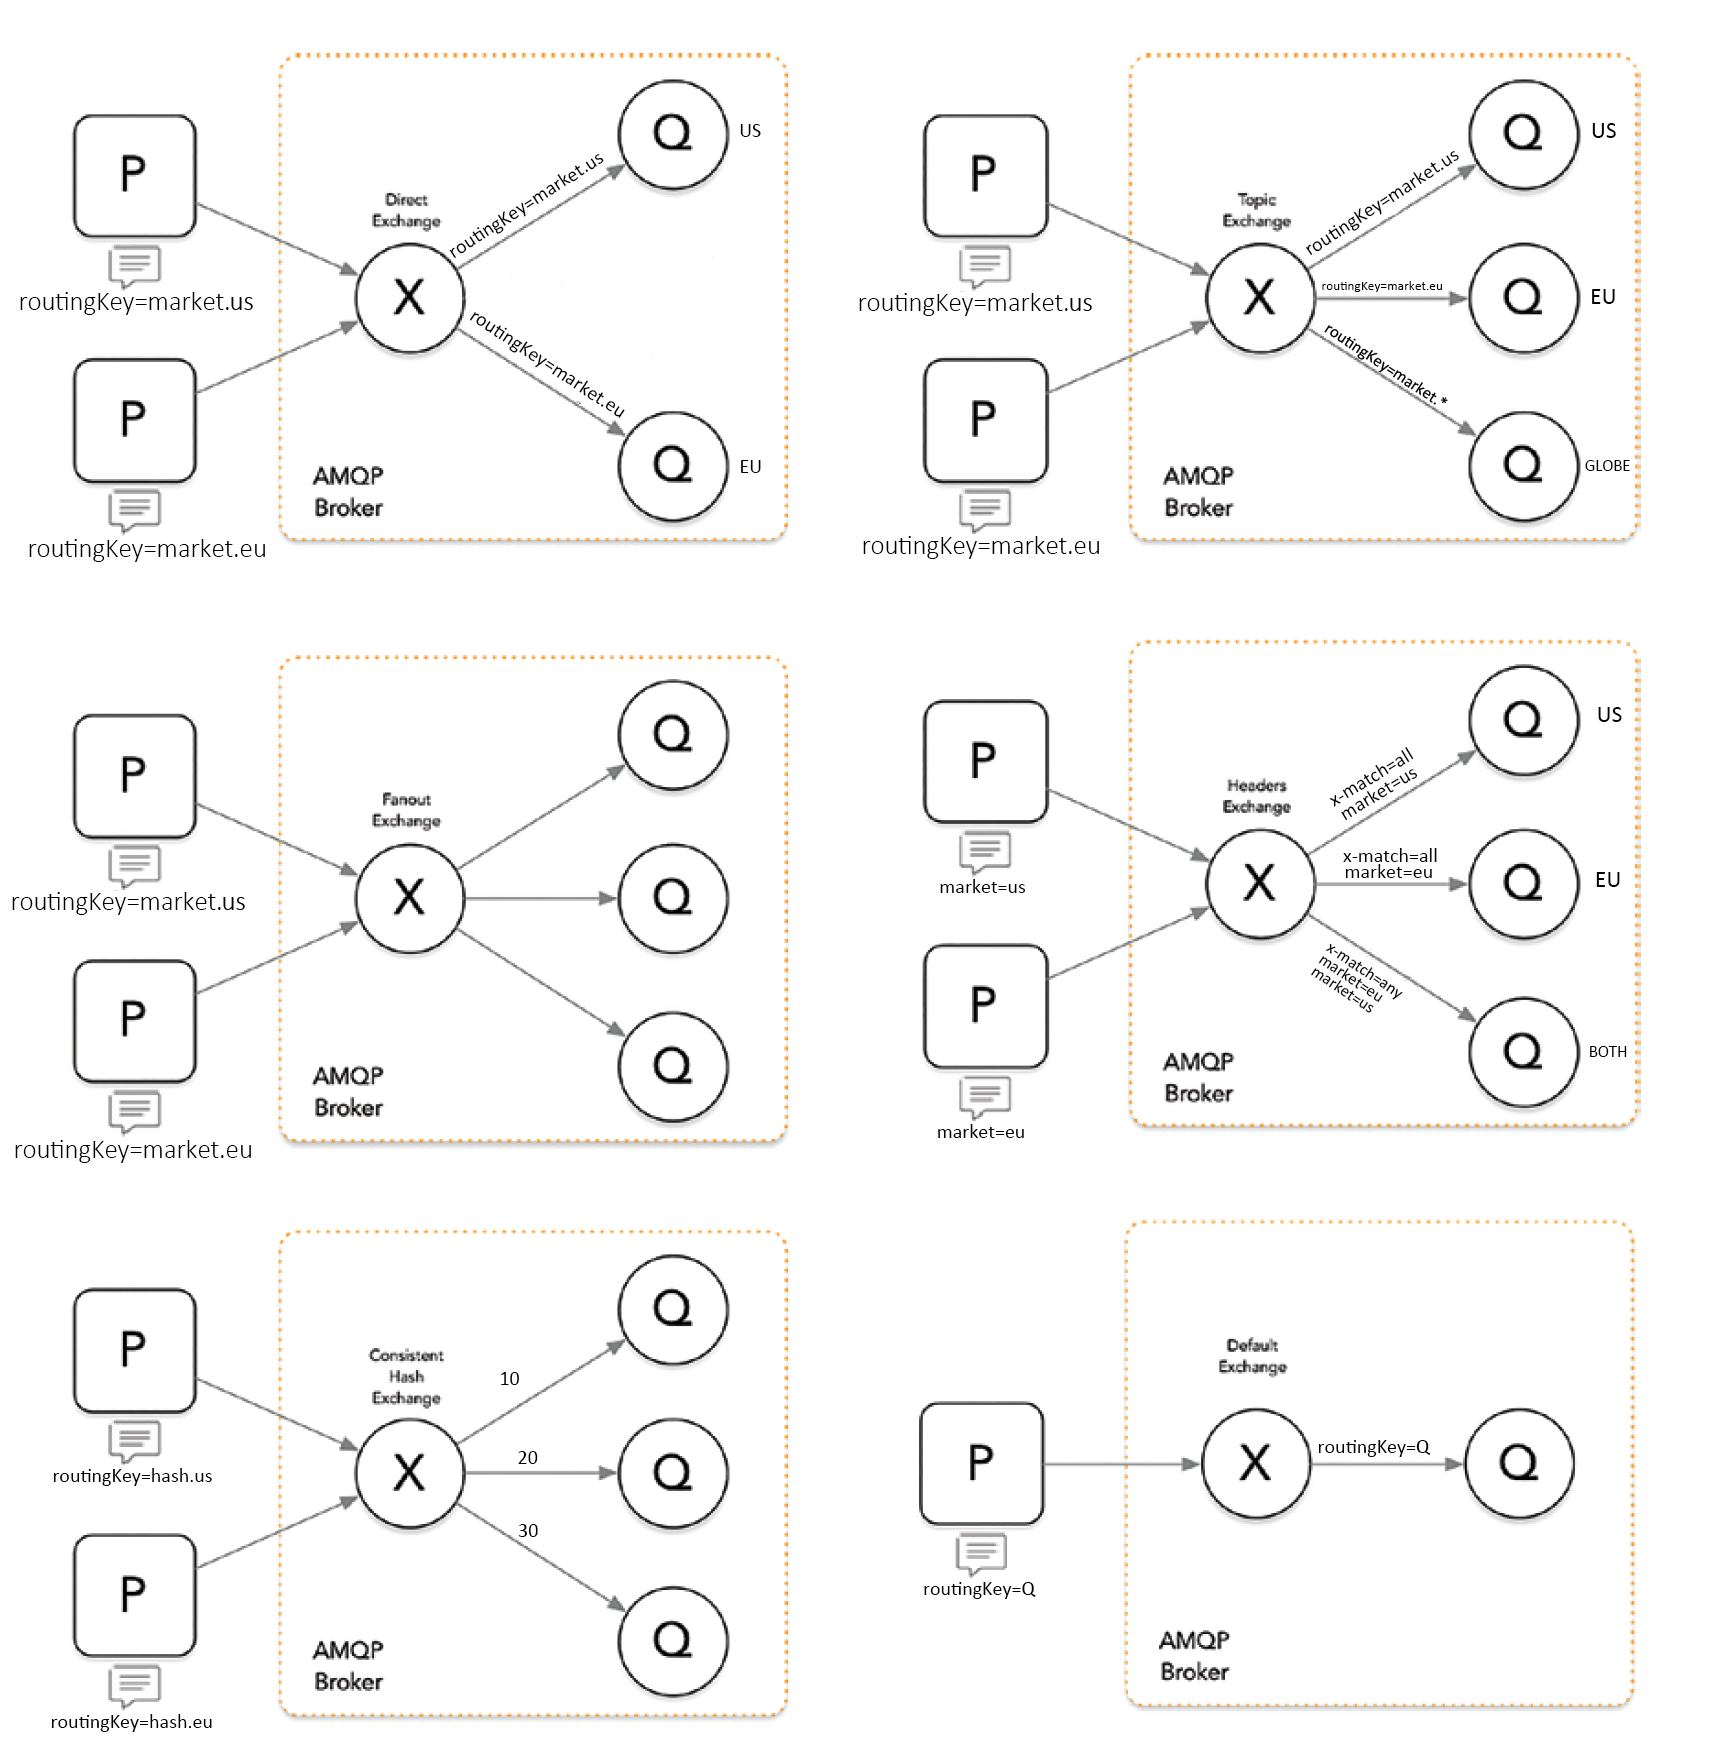 P
routingKey=market.us
P
routingKey=market.eu
Direct
Exchange
X
routingKey=market.us
routingKey=market.eu
Q
US
Q
EU
AMQP
Broker
P
routingKey=market.us
P
routingKey=market.eu
Topic
Exchange
X
routingKey=market.us
routingKey=market.eu
routingKey=market.*
Q
US
Q
EU
Q
GLOBE
AMQP
Broker
P
routingKey=market.us
P
routingKey=market.eu
Fanout
Exchange
X
Q
Q
Q
AMQP
Broker
P
market=us
P
market=eu
Headers
Exchange
X
x-match=all
market=us
x-match=all
market=eu
x-match=any
market=eu
market=us
Q
US
Q
EU
Q
BOTH
AMQP
Broker
P
routingKey=hash.us
P
routingKey=hash.eu
Consistent
Hash
Exchange
X
10
20
30
Q
Q
Q
AMQP
Broker
P
routingKey=Q
Default
Exchange
X
routingKey=Q
Q
AMQP
Broker